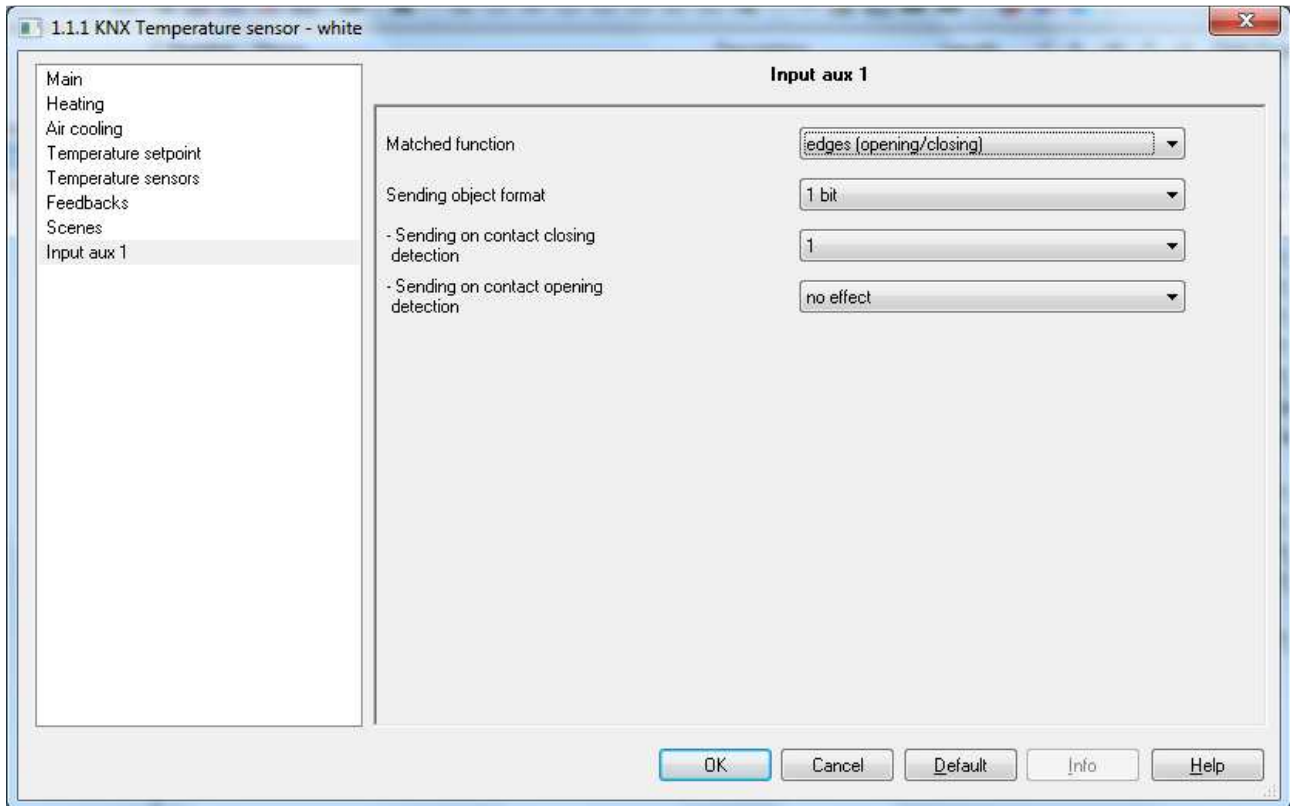 1.1.1 KNX Temperature sensor - white
Main
Heating
Air cooling
Temperature setpoint
Temperature sensors
Feedbacks
Scenes
Input aux 1
Input aux 1
Matched function
edges (opening/closing)
Sending object format
1 bit
- Sending on contact closing
detection
1
- Sending on contact opening
detection
no effect
OK
Cancel
Default
Info
Help